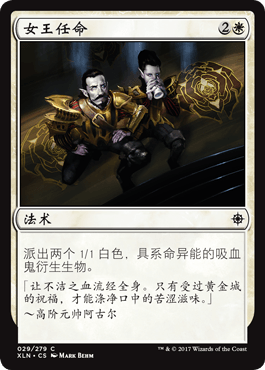 女王任命 2
法术
派出两个 1/1 白色，具系命异能的吸血
鬼衍生生物。
「让不洁之血流经全身。只有受过黄金城
的祝福，才能涤净口中的苦涩滋味。」
～高阶元帅阿古尔
029/279 C
XLN • CS MARK BEHM
™ & © 2017 Wizards of the Coast